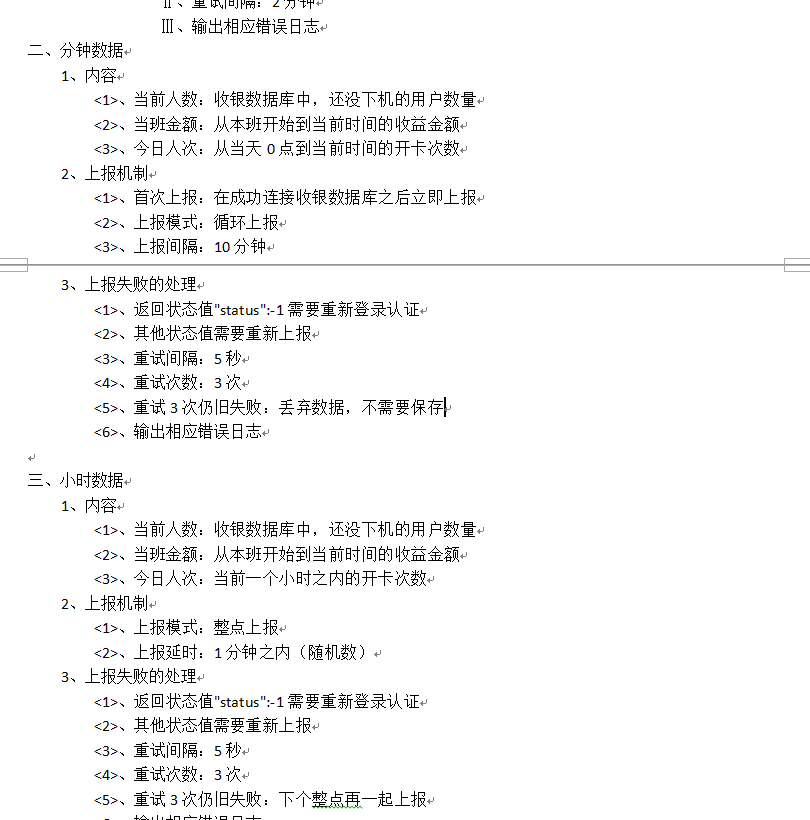 Ⅱ、重试间隔：2 分钟
Ⅲ、输出相应错误日志
二、分钟数据
1、内容
<1>、当前人数：收银数据库中，还没下机的用户数量
<2>、当班金额：从本班开始到当前时间的收益金额
<3>、今日人次：从当天 0 点到当前时间的开卡次数
2、上报机制
<1>、首次上报：在成功连接收银数据库之后立即上报
<2>、上报模式：循环上报
<3>、上报间隔：10 分钟
3、上报失败的处理
<1>、返回状态值"status":-1 需要重新登录认证
<2>、其他状态值需要重新上报
<3>、重试间隔：5 秒
<4>、重试次数：3 次
<5>、重试 3 次仍旧失败：丢弃数据，不需要保存
<6>、输出相应错误日志
三、小时数据
1、内容
<1>、当前人数：收银数据库中，还没下机的用户数量
<2>、当班金额：从本班开始到当前时间的收益金额
<3>、今日人次：当前一个小时之内的开卡次数
2、上报机制
<1>、上报模式：整点上报
<2>、上报延时：1 分钟之内（随机数）
3、上报失败的处理
<1>、返回状态值"status":-1 需要重新登录认证
<2>、其他状态值需要重新上报
<3>、重试间隔：5 秒
<4>、重试次数：3 次
<5>、重试 3 次仍旧失败：下个整点再一起上报